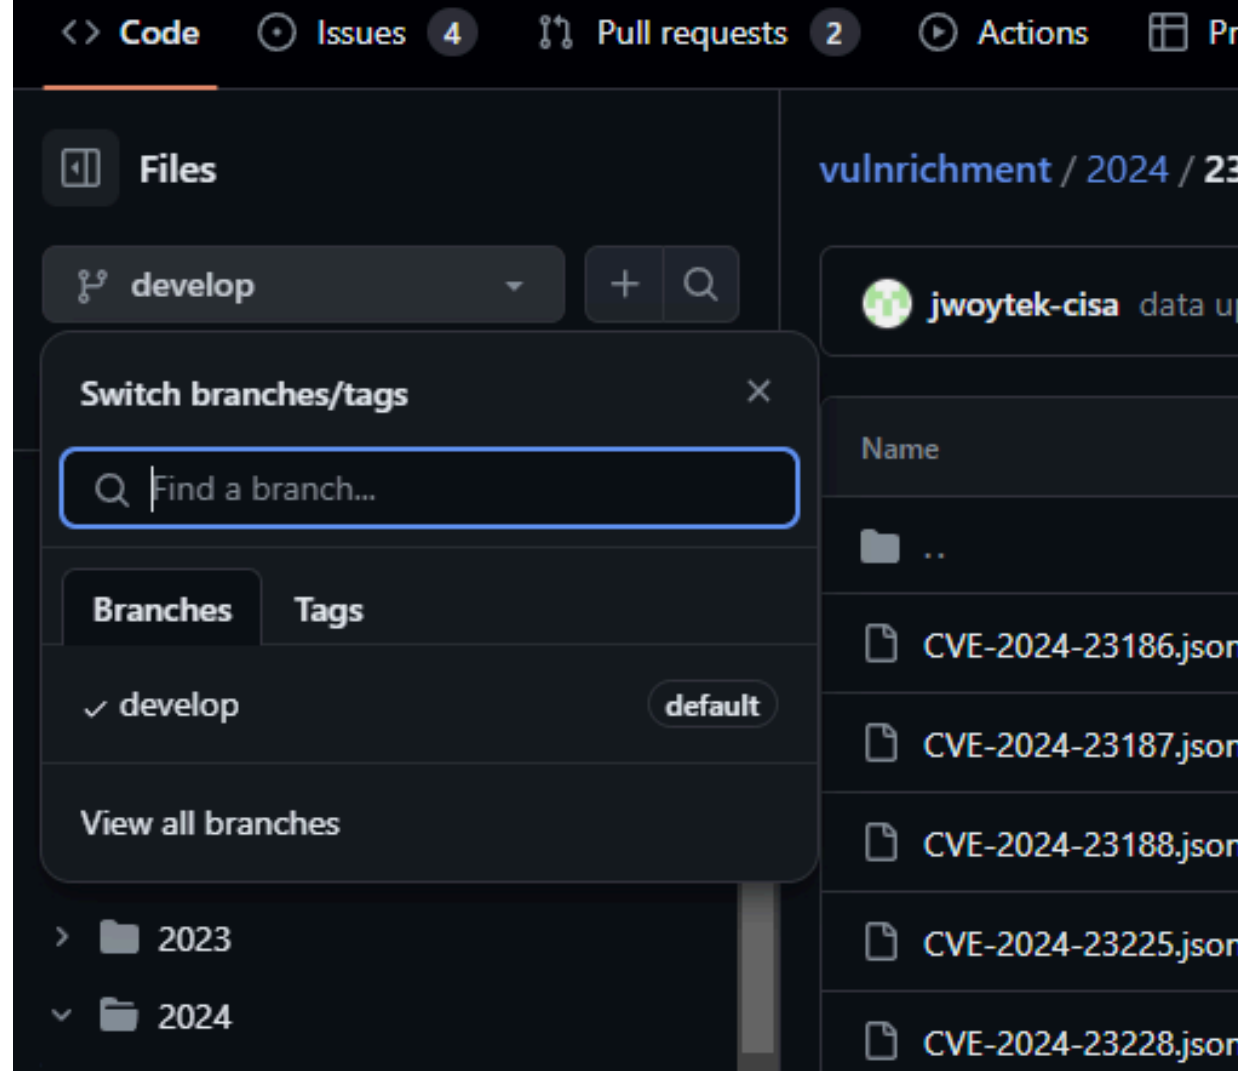 <> Code Issues 4 Pull requests 2 Actions
Files
develop
Switch branches/tags
Find a branch...
Branches Tags
develop default
View all branches
2023
2024
vulnrichment / 2024 / 23
jwoytek-cisa data
Name
..
CVE-2024-23186.json
CVE-2024-23187.json
CVE-2024-23188.json
CVE-2024-23225.json
CVE-2024-23228.json